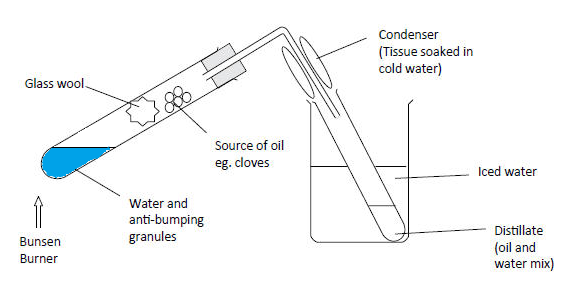 Condenser
(Tissue soaked in
cold water)
Glass wool
Source of oil
eg. cloves
Iced water
Water and
anti-bumping
granules
Bunsen
Burner
Distillate
(oil and
water mix)